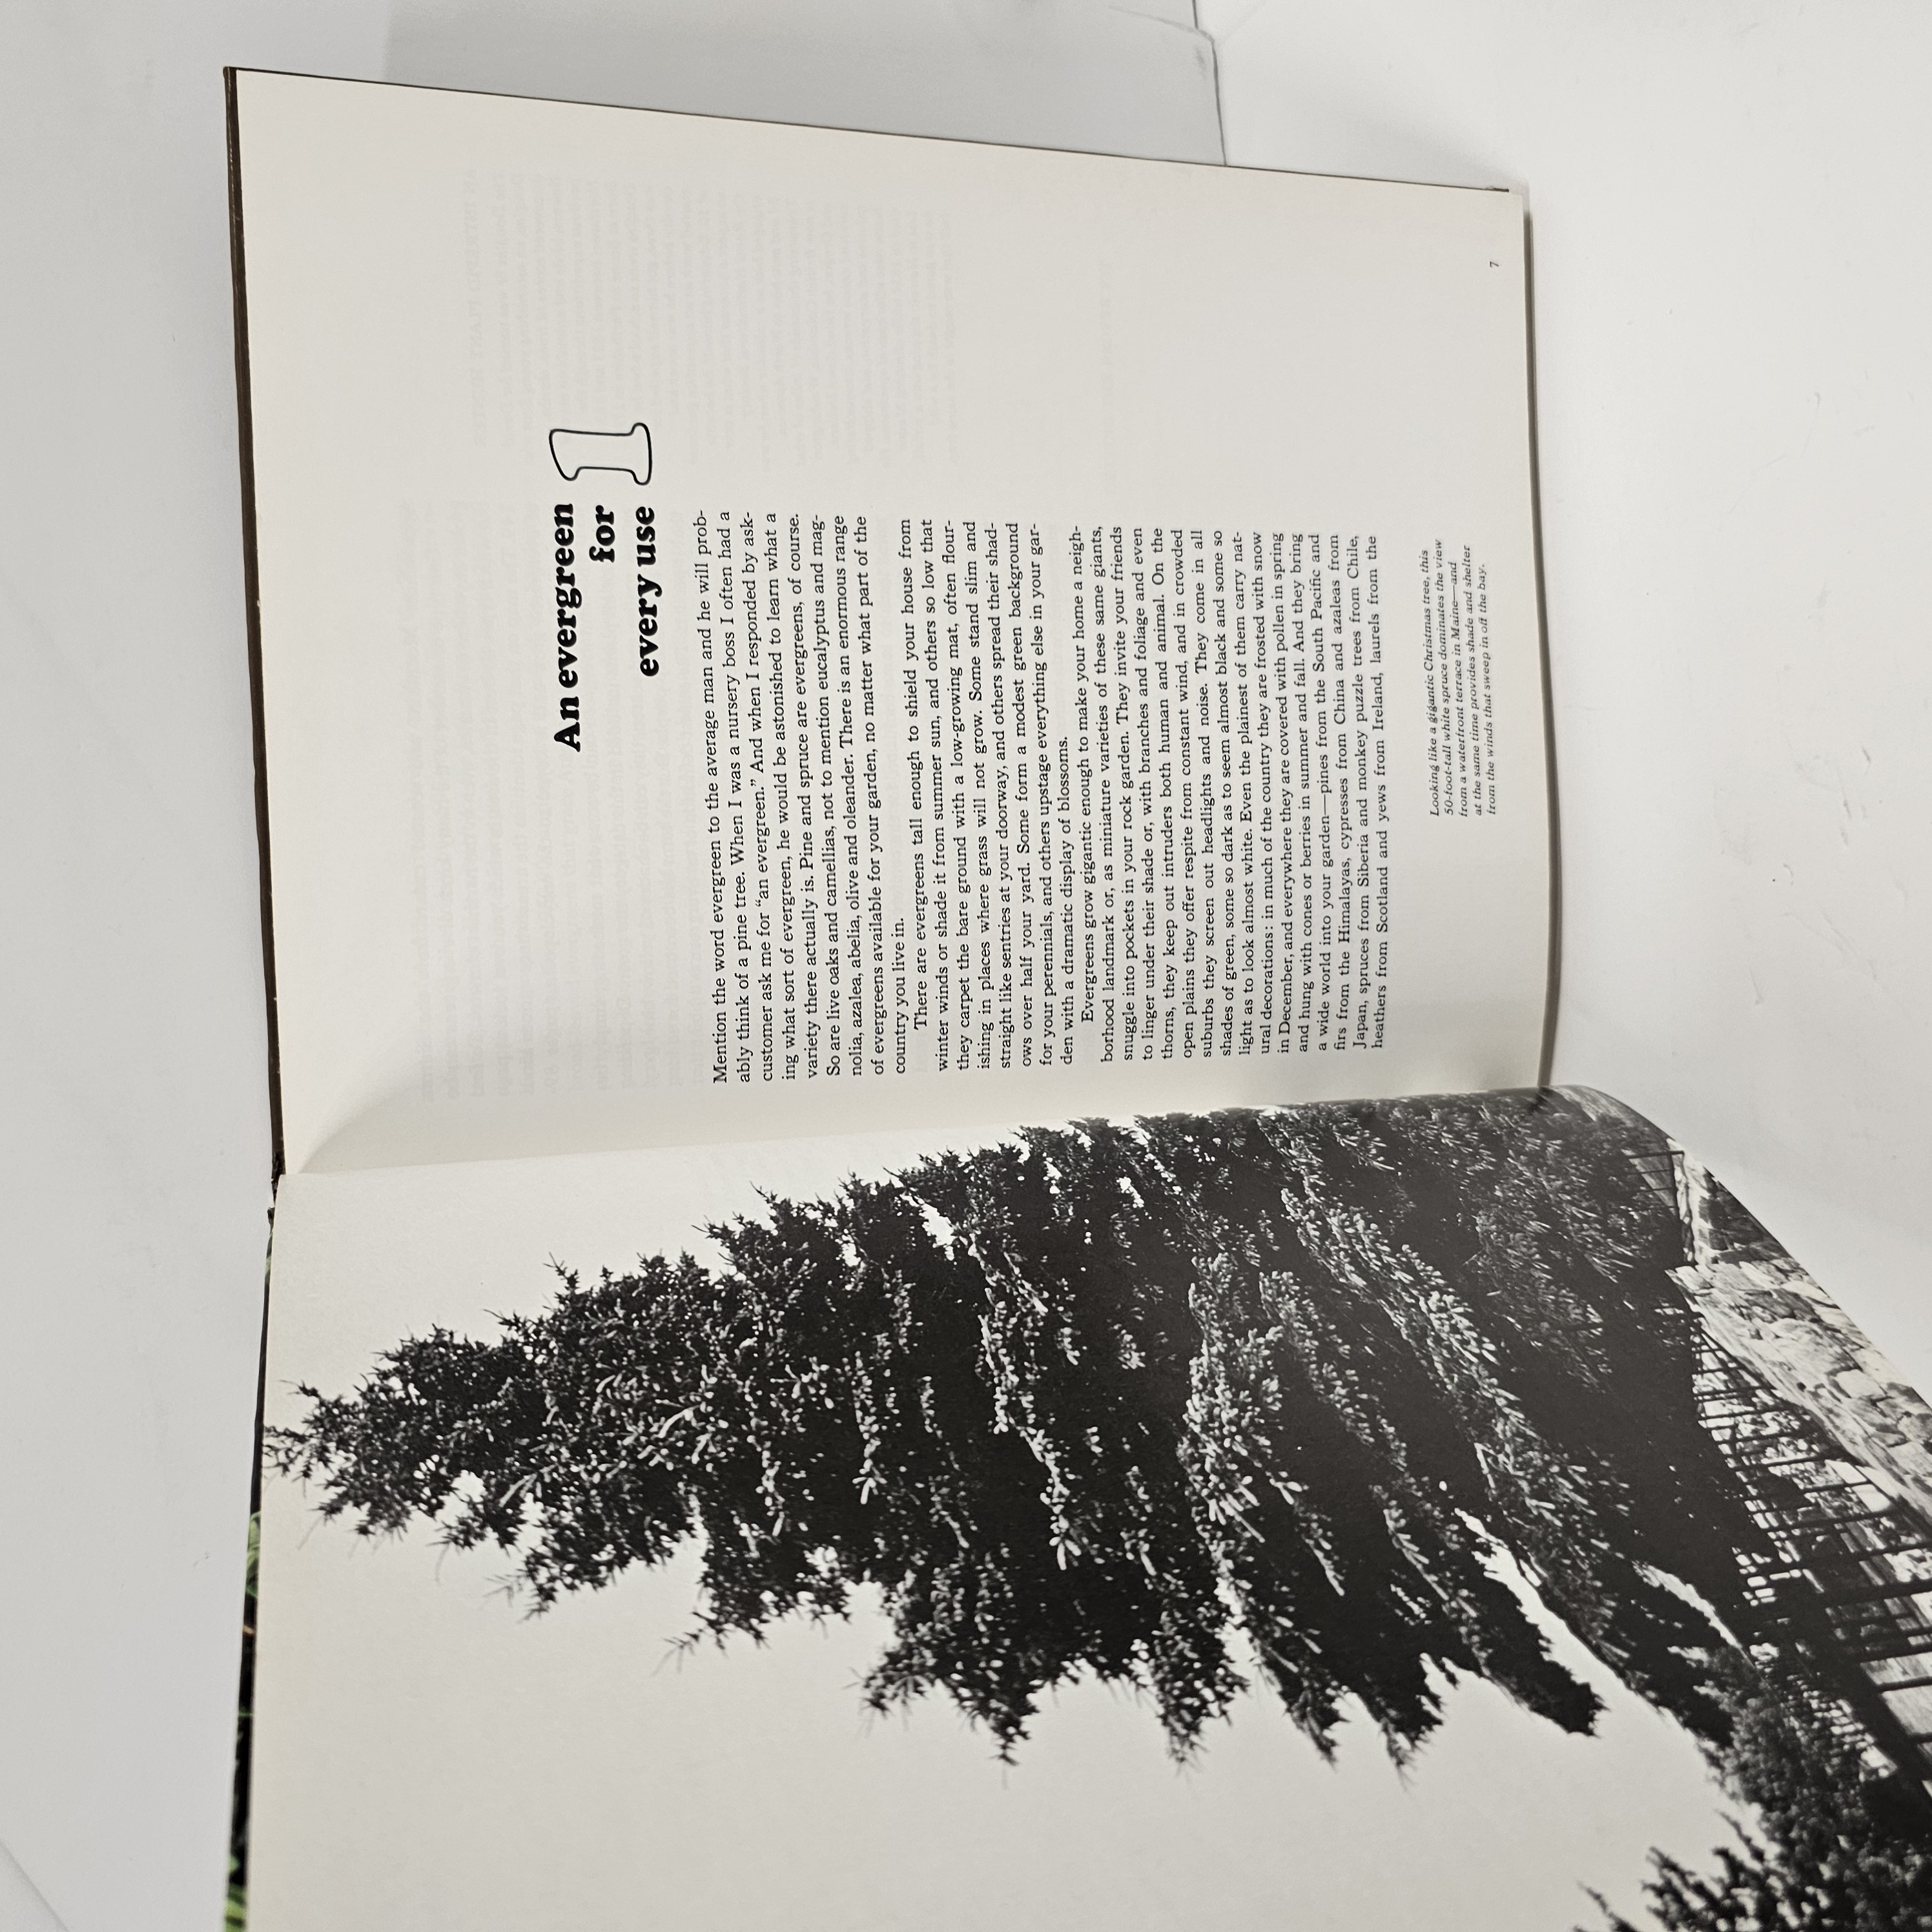 An evergreen
for
every use
1
Mention the word evergreen to the average man and he will prob-
ably think of a pine tree. When I was a nursery boss I often had a
customer ask me for “an evergreen.” And when I responded by ask-
ing what sort of evergreen, he would be astonished to learn what a
variety there actually is. Pine and spruce are evergreens, of course.
So are live oaks and camellias, not to mention eucalyptus and mag-
nolia, azalea, abelia, olive and oleander. There is an enormous range
of evergreens available for your garden, no matter what part of the
country you live in.
There are evergreens tall enough to shield your house from
winter winds or shade it from summer sun, and others so low that
they carpet the bare ground with a low-growing mat, often flour-
ishing in places where grass will not grow. Some stand slim and
straight like sentries at your doorway, and others spread their shad-
ows over half your yard. Some form a modest green background
for your perennials, and others upstage everything else in your gar-
den with a dramatic display of blossoms.
Evergreens grow gigantic enough to make your home a neigh-
borhood landmark or, as miniature varieties of these same giants,
snuggle into pockets in your rock garden. They invite your friends
to linger under their shade or, with branches and foliage and even
thorns, they keep out intruders both human and animal. On the
open plains they offer respite from constant wind, and in crowded
suburbs they screen out headlights and noise. They come in all
shades of green, some so dark as to seem almost black and some so
light as to look almost white. Even the plainest of them carry nat-
ural decorations: in much of the country they are frosted with snow
in December, and everywhere they are covered with pollen in spring
and hung with cones or berries in summer and fall. And they bring
a wide world into your garden—pines from the South Pacific and
firs from the Himalayas, cypresses from China and azaleas from
Japan, spruces from Siberia and monkey puzzle trees from Chile,
heathers from Scotland and yews from Ireland, laurels from the
Looking like a gigantic Christmas tree, this
50-foot-tall white spruce dominates the view
from a waterfront terrace in Maine—and
at the same time provides shade and shelter
from the winds that sweep in off the bay.
7